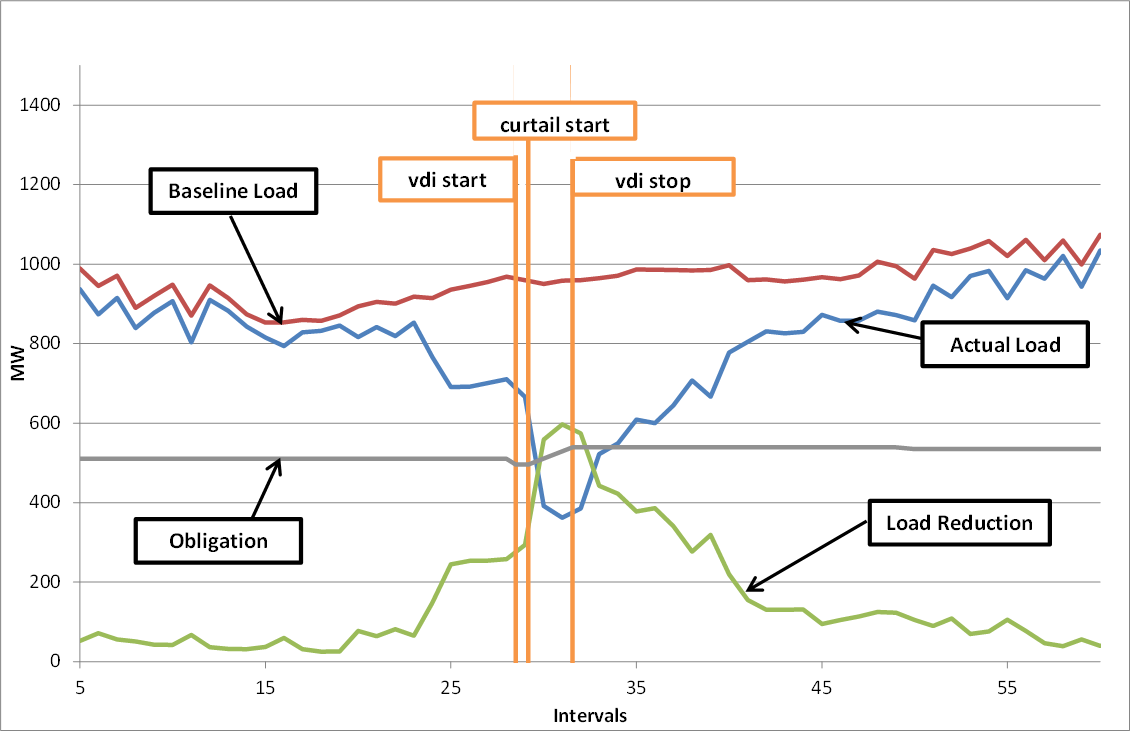 1400
1200
1000
800
600
400
200
0
MW
curtail start
vdi start
vdi stop
Baseline Load
Actual Load
Obligation
Load Reduction
5 15 25 35 45 55
Intervals